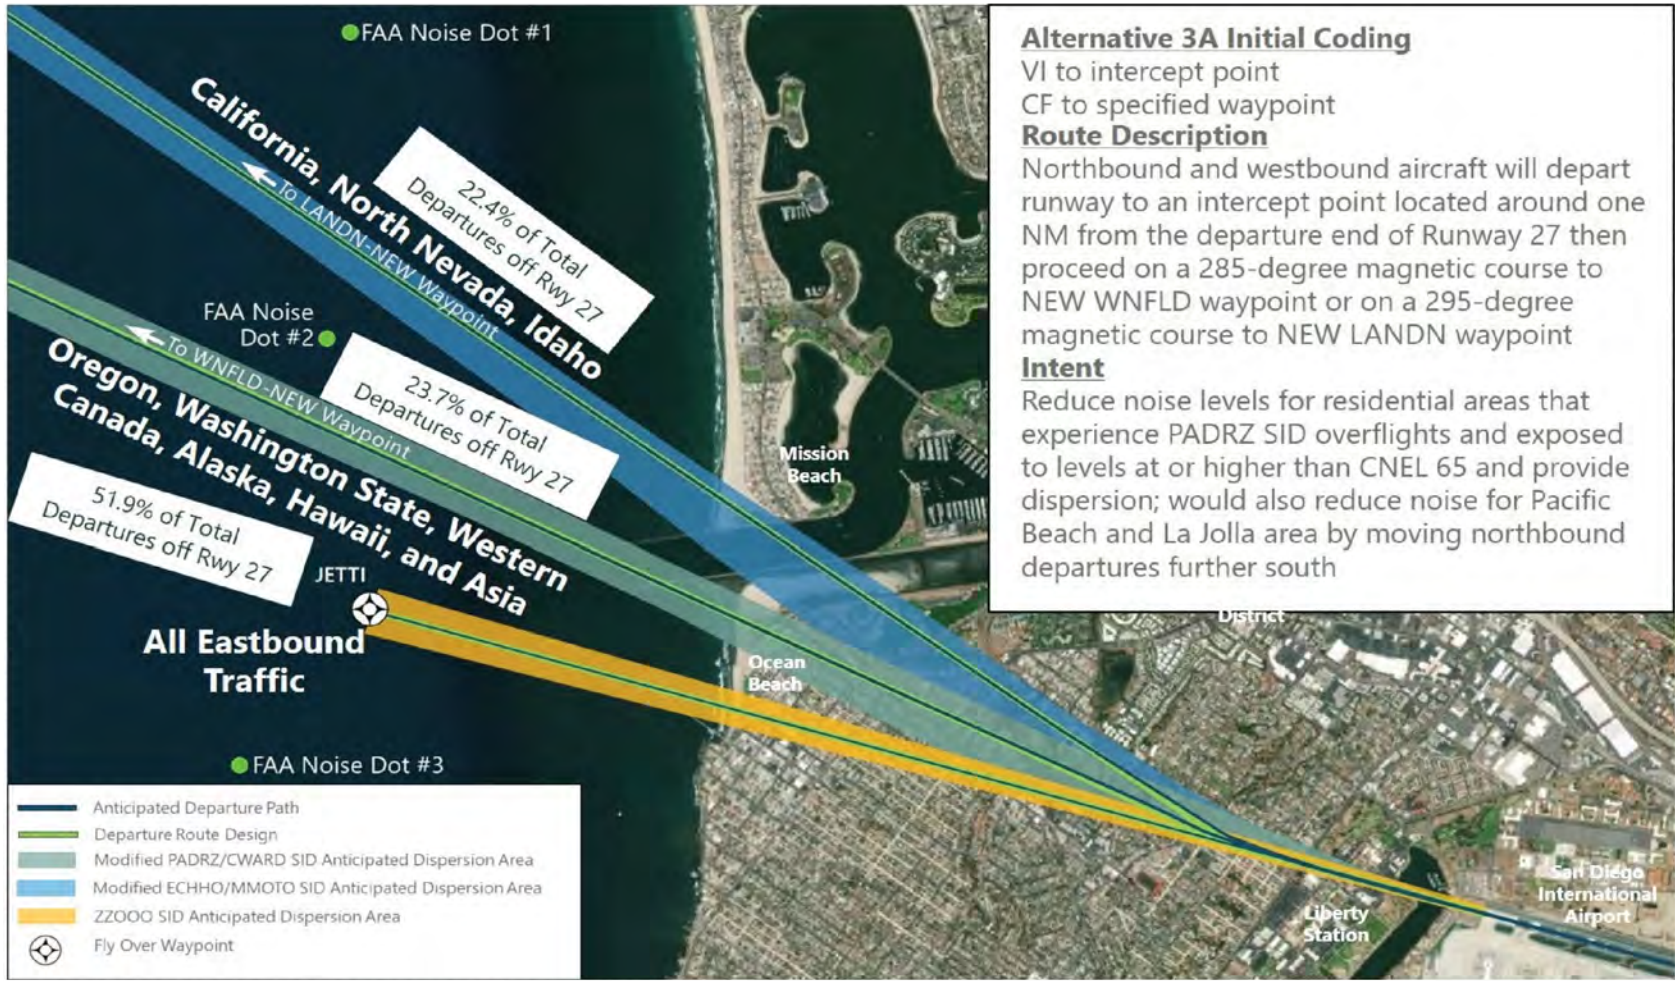 FAA Noise Dot #1
California, North Nevada, Idaho
To LANDN-NEW Waypoint
22.4% of Total
Departures off Rwy 27
FAA Noise
Dot #2
To WNFLD-NEW Waypoint
23.7% of Total
Departures off Rwy 27
Oregon, Washington State, Western
Canada, Alaska, Hawaii, and Asia
51.9% of Total
Departures off Rwy 27
JETTI
All Eastbound
Traffic
FAA Noise Dot #3
Mission
Beach
Ocean
Beach
District
Liberty
Station
San Diego
International
Airport
Alternative 3A Initial Coding
VI to intercept point
CF to specified waypoint
Route Description
Northbound and westbound aircraft will depart
runway to an intercept point located around one
NM from the departure end of Runway 27 then
proceed on a 285-degree magnetic course to
NEW WNFLD waypoint or on a 295-degree
magnetic course to NEW LANDN waypoint
Intent
Reduce noise levels for residential areas that
experience PADRZ SID overflights and exposed
to levels at or higher than CNEL 65 and provide
dispersion; would also reduce noise for Pacific
Beach and La Jolla area by moving northbound
departures further south
Anticipated Departure Path
Departure Route Design
Modified PADRZ/CWARD SID Anticipated Dispersion Area
Modified ECHHO/MMOTO SID Anticipated Dispersion Area
ZZOOO SID Anticipated Dispersion Area
Fly Over Waypoint